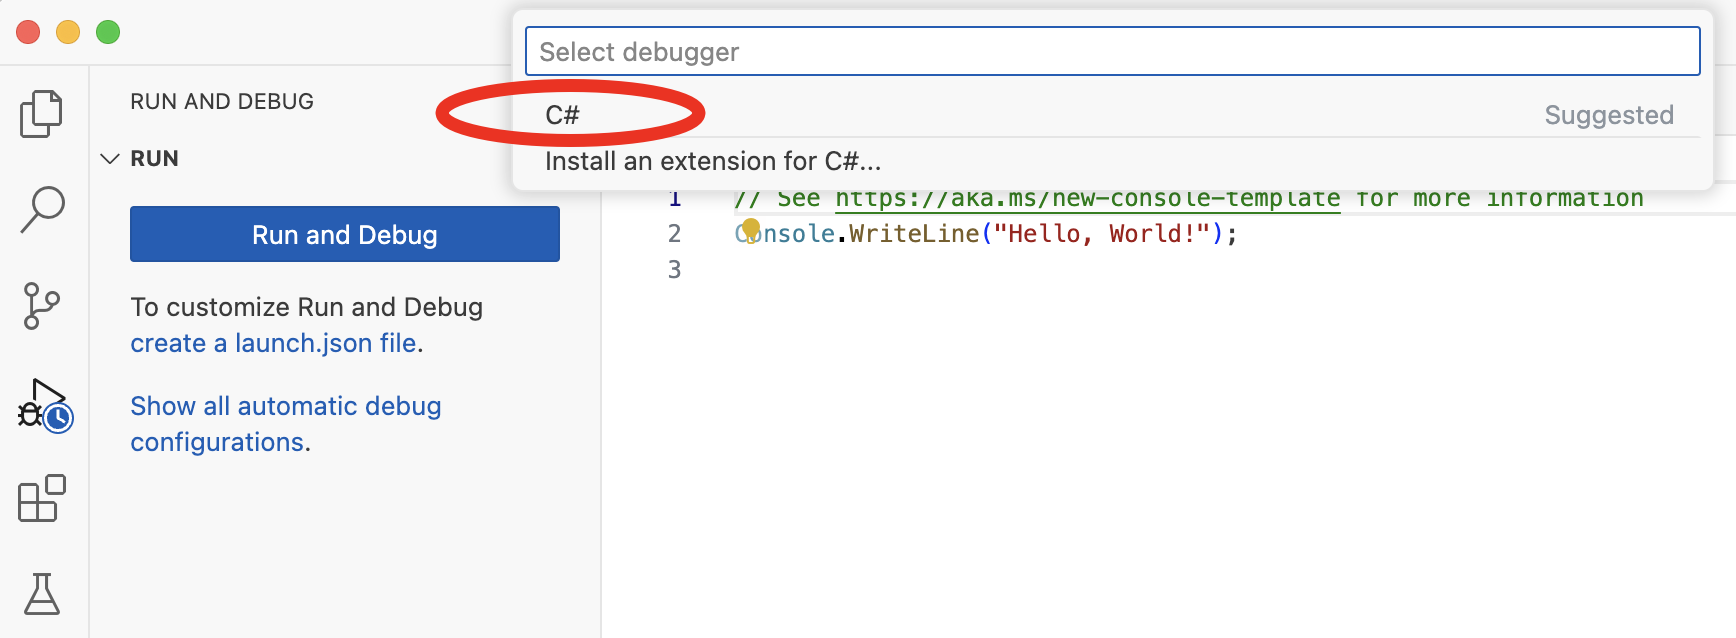 Select debugger
C# Suggested
Install an extension for C#...
RUN AND DEBUG
RUN
Run and Debug
To customize Run and Debug
create a launch.json file.
Show all automatic debug
configurations.
1 // See https://aka.ms/new-console-template for more information
2 Console.WriteLine("Hello, World!");
3